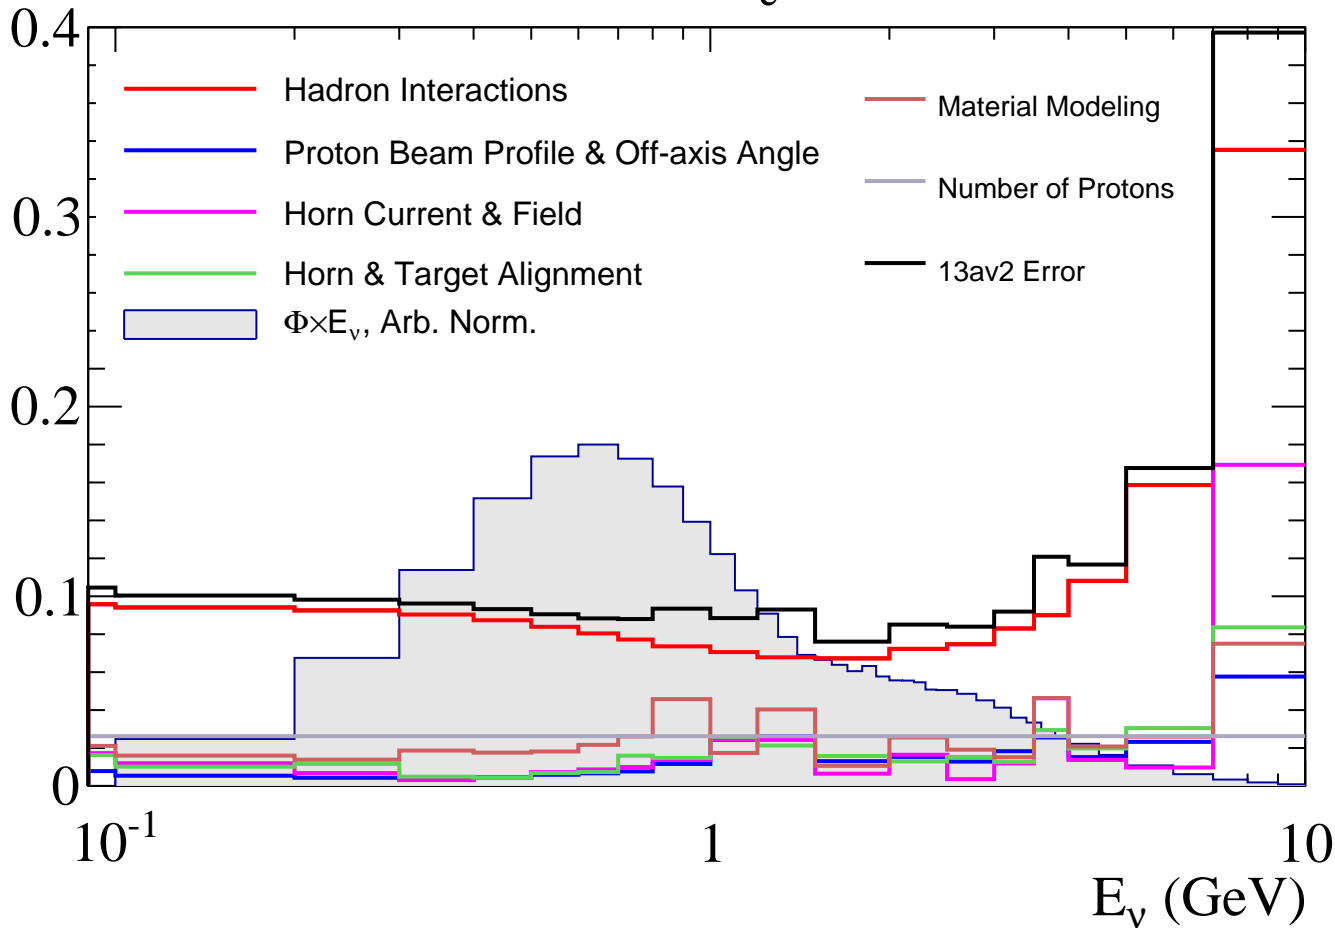 0.4
0.3
0.2
0.1
0
Hadron Interactions
Proton Beam Profile & Off-axis Angle
Horn Current & Field
Horn & Target Alignment
Φ×Eν, Arb. Norm.
Material Modeling
Number of Protons
13av2 Error
10-1
1
10
Eν (GeV)